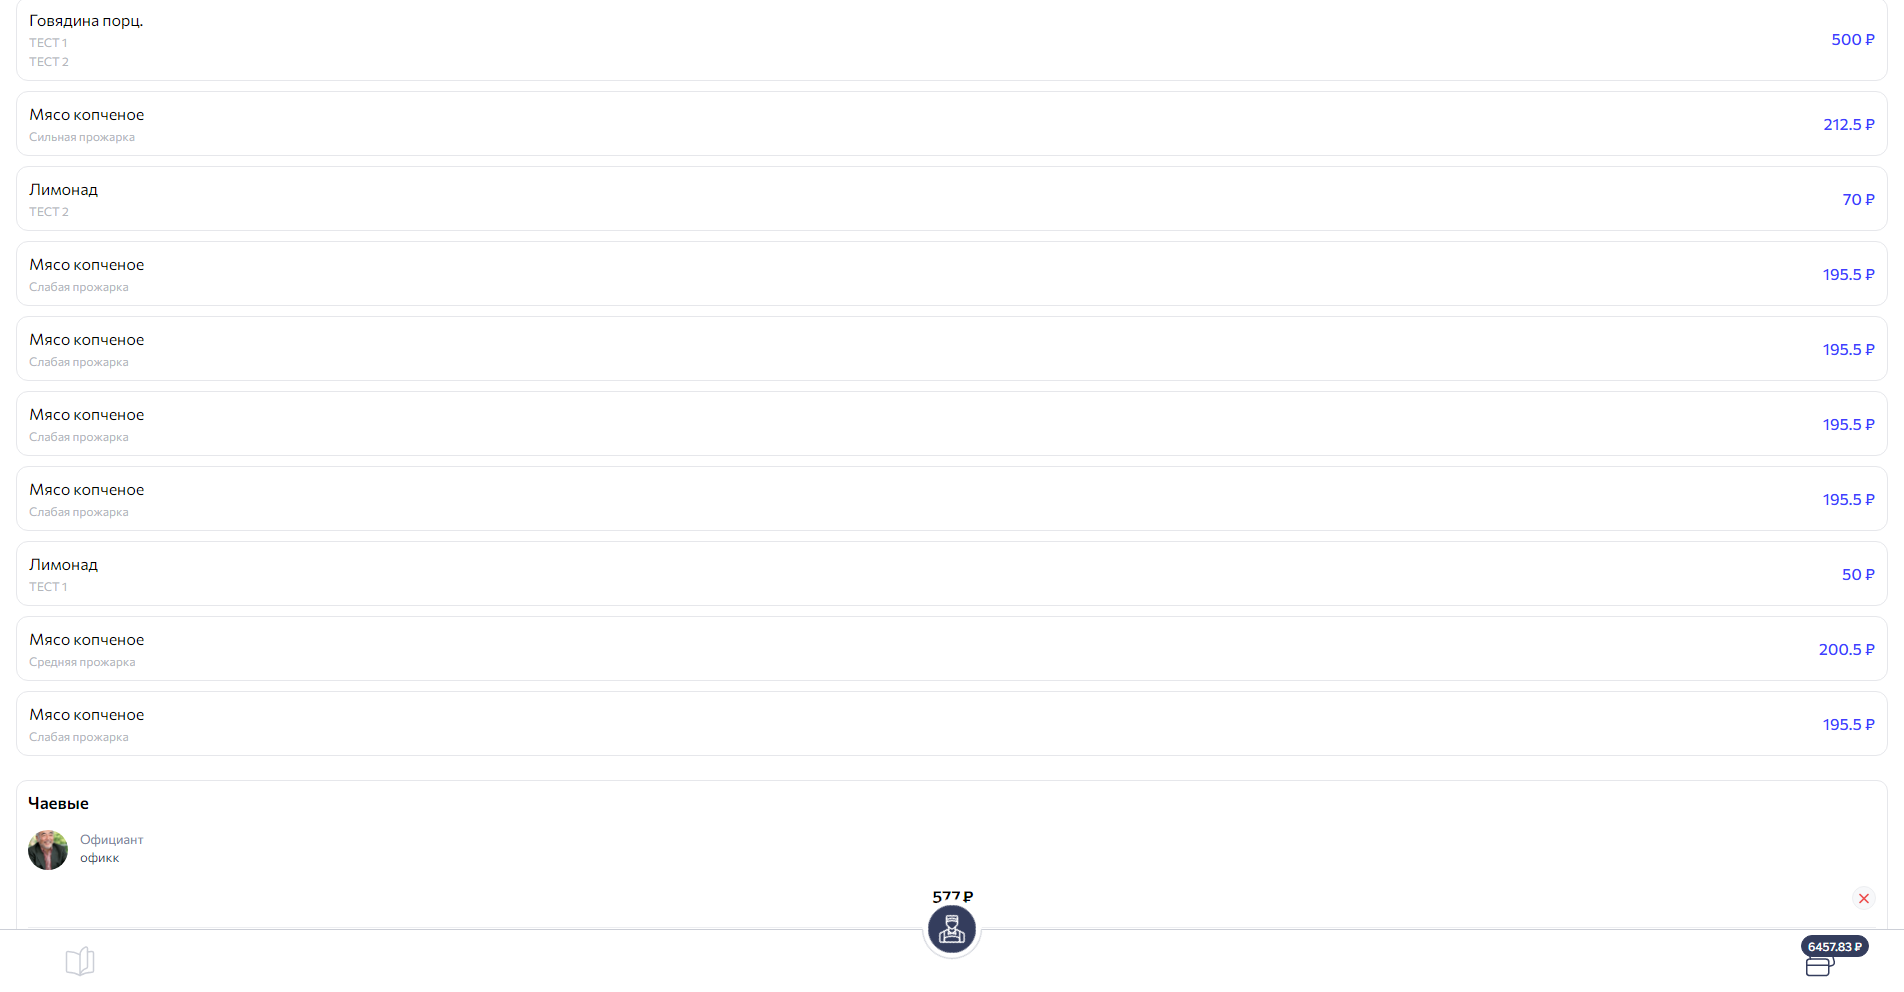 Говядина порц.
ТЕСТ 1
ТЕСТ 2
500 ₽
Мясо копченое
Сильная прожарка
212.5 ₽
Лимонад
ТЕСТ 2
70 ₽
Мясо копченое
Слабая прожарка
195.5 ₽
Мясо копченое
Слабая прожарка
195.5 ₽
Мясо копченое
Слабая прожарка
195.5 ₽
Мясо копченое
Слабая прожарка
195.5 ₽
Лимонад
ТЕСТ 1
50 ₽
Мясо копченое
Средняя прожарка
200.5 ₽
Мясо копченое
Слабая прожарка
195.5 ₽
Чаевые
Официант
офикк
577 ₽
6457.83 ₽